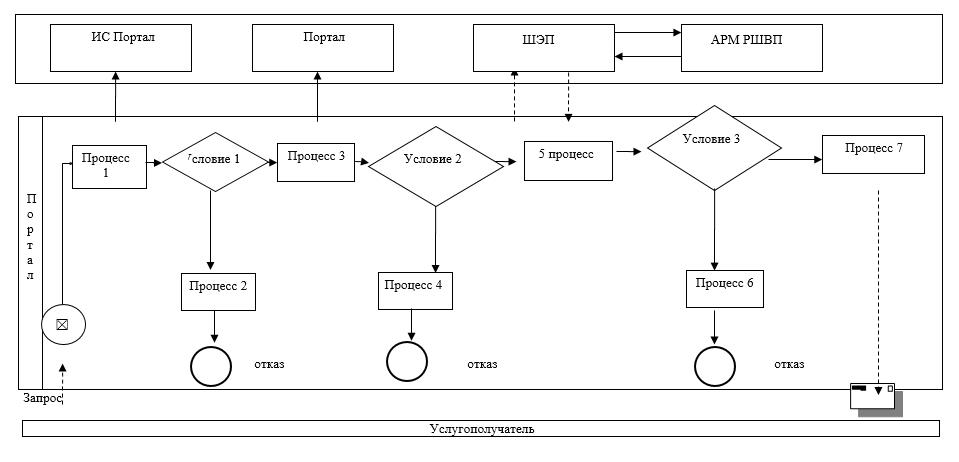 ИС Портал
Портал
ШЭП
АРМ РШВП
Портал
Процесс
1
Условие 1
Процесс 3
Условие 2
5 процесс
Условие 3
Процесс 7
Процесс 2
Процесс 4
Процесс 6
отказ
отказ
отказ
Запрос
Услугополучатель